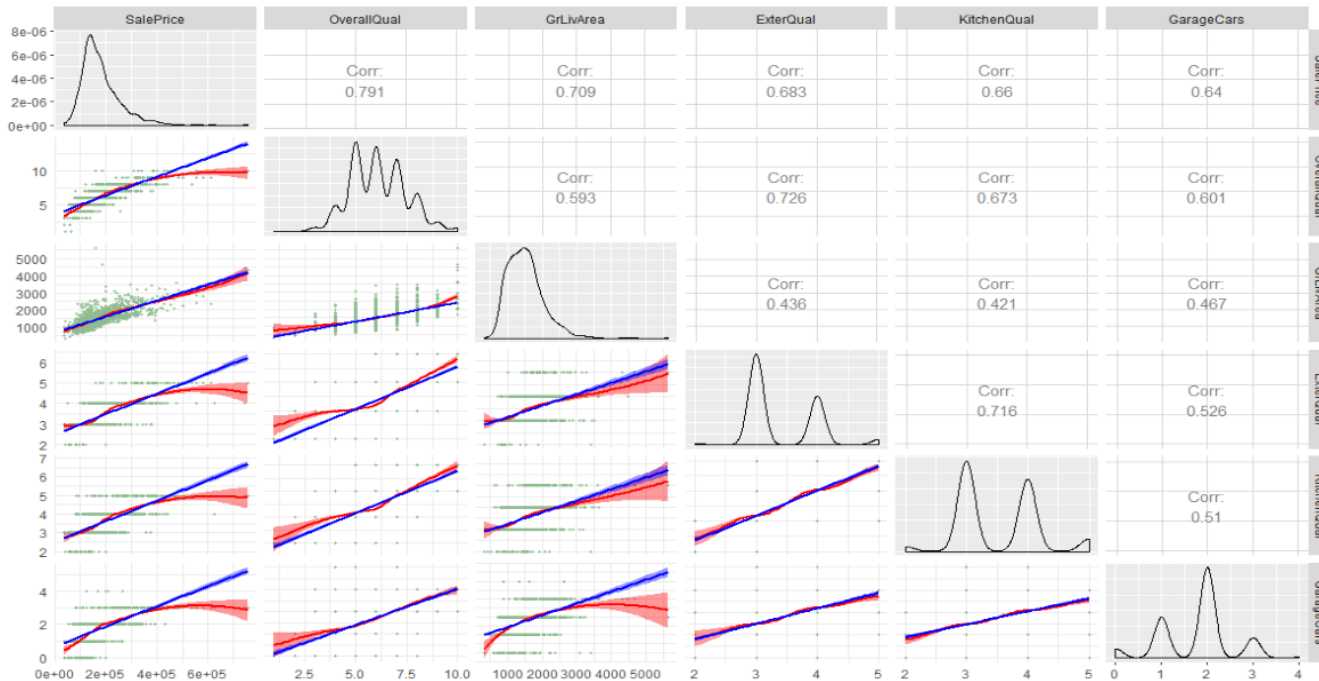 SalePrice OverallQual GrLivArea ExterQual KitchenQual GarageCars
8e-06
6e-06
4e-06
2e-06
0e+00
Corr:
0.791
Corr:
0.709
Corr:
0.683
Corr:
0.66
Corr:
0.64
10
5
Corr:
0.593
Corr:
0.726
Corr:
0.673
Corr:
0.601
5000
4000
3000
2000
1000
Corr:
0.436
Corr:
0.421
Corr:
0.467
6
5
4
3
2
Corr:
0.716
Corr:
0.526
7
6
5
4
3
2
Corr:
0.51
4
2
1
0
0e+00 2e+05 4e+05 6e+05 2.5 5.0 7.5 10.0 1000 2000 3000 4000 5000 2 3 4 5 2 3 4 5 0 1 2 3 4